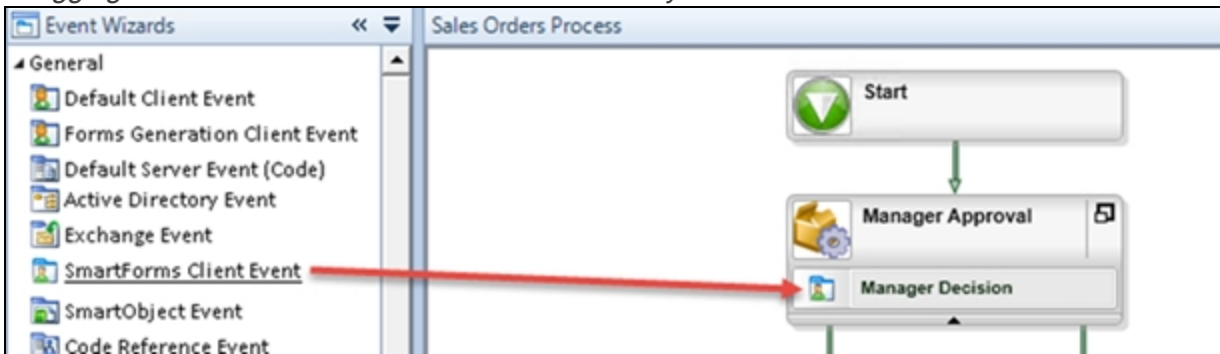 Event Wizards
Sales Orders Process
General
Default Client Event
Forms Generation Client Event
Default Server Event (Code)
Active Directory Event
Exchange Event
SmartForms Client Event
SmartObject Event
Code Reference Event
Start
Manager Approval
Manager Decision